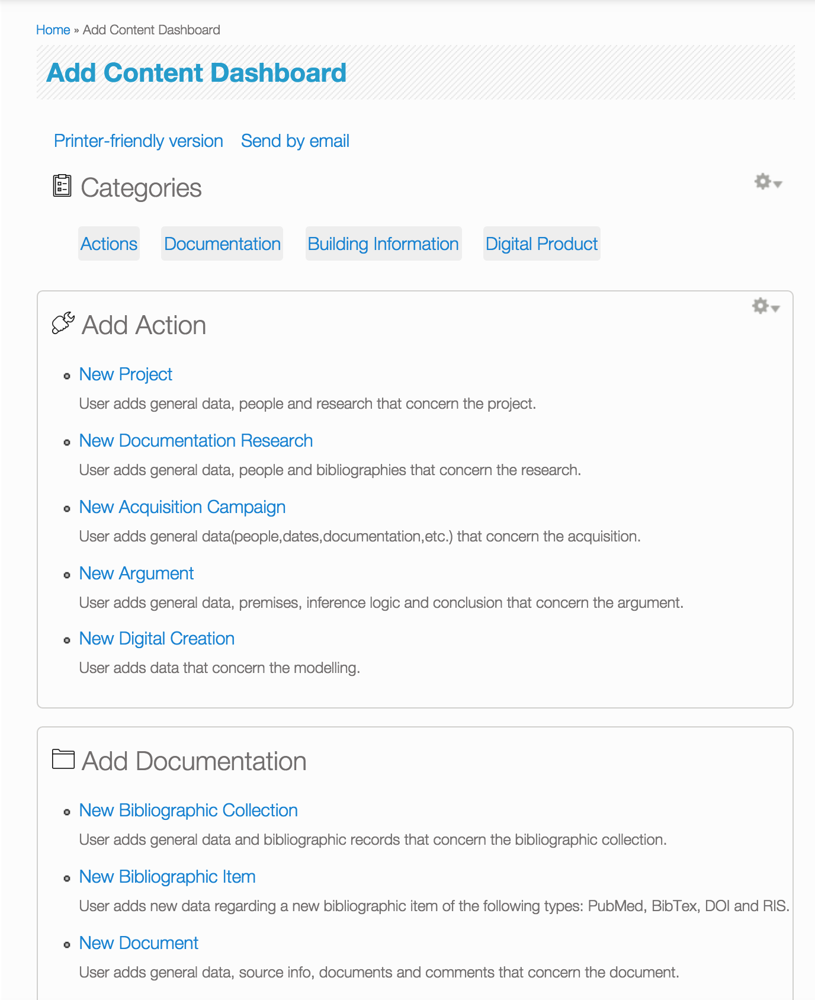 Home » Add Content Dashboard
Add Content Dashboard
Printer-friendly version Send by email
Categories
Actions Documentation Building Information Digital Product
Add Action
New Project
User adds general data, people and research that concern the project.
New Documentation Research
User adds general data, people and bibliographies that concern the research.
New Acquisition Campaign
User adds general data(people,dates,documentation,etc.) that concern the acquisition.
New Argument
User adds general data, premises, inference logic and conclusion that concern the argument.
New Digital Creation
User adds data that concern the modelling.
Add Documentation
New Bibliographic Collection
User adds general data and bibliographic records that concern the bibliographic collection.
New Bibliographic Item
User adds new data regarding a new bibliographic item of the following types: PubMed, BibTex, DOI and RIS.
New Document
User adds general data, source info, documents and comments that concern the document.